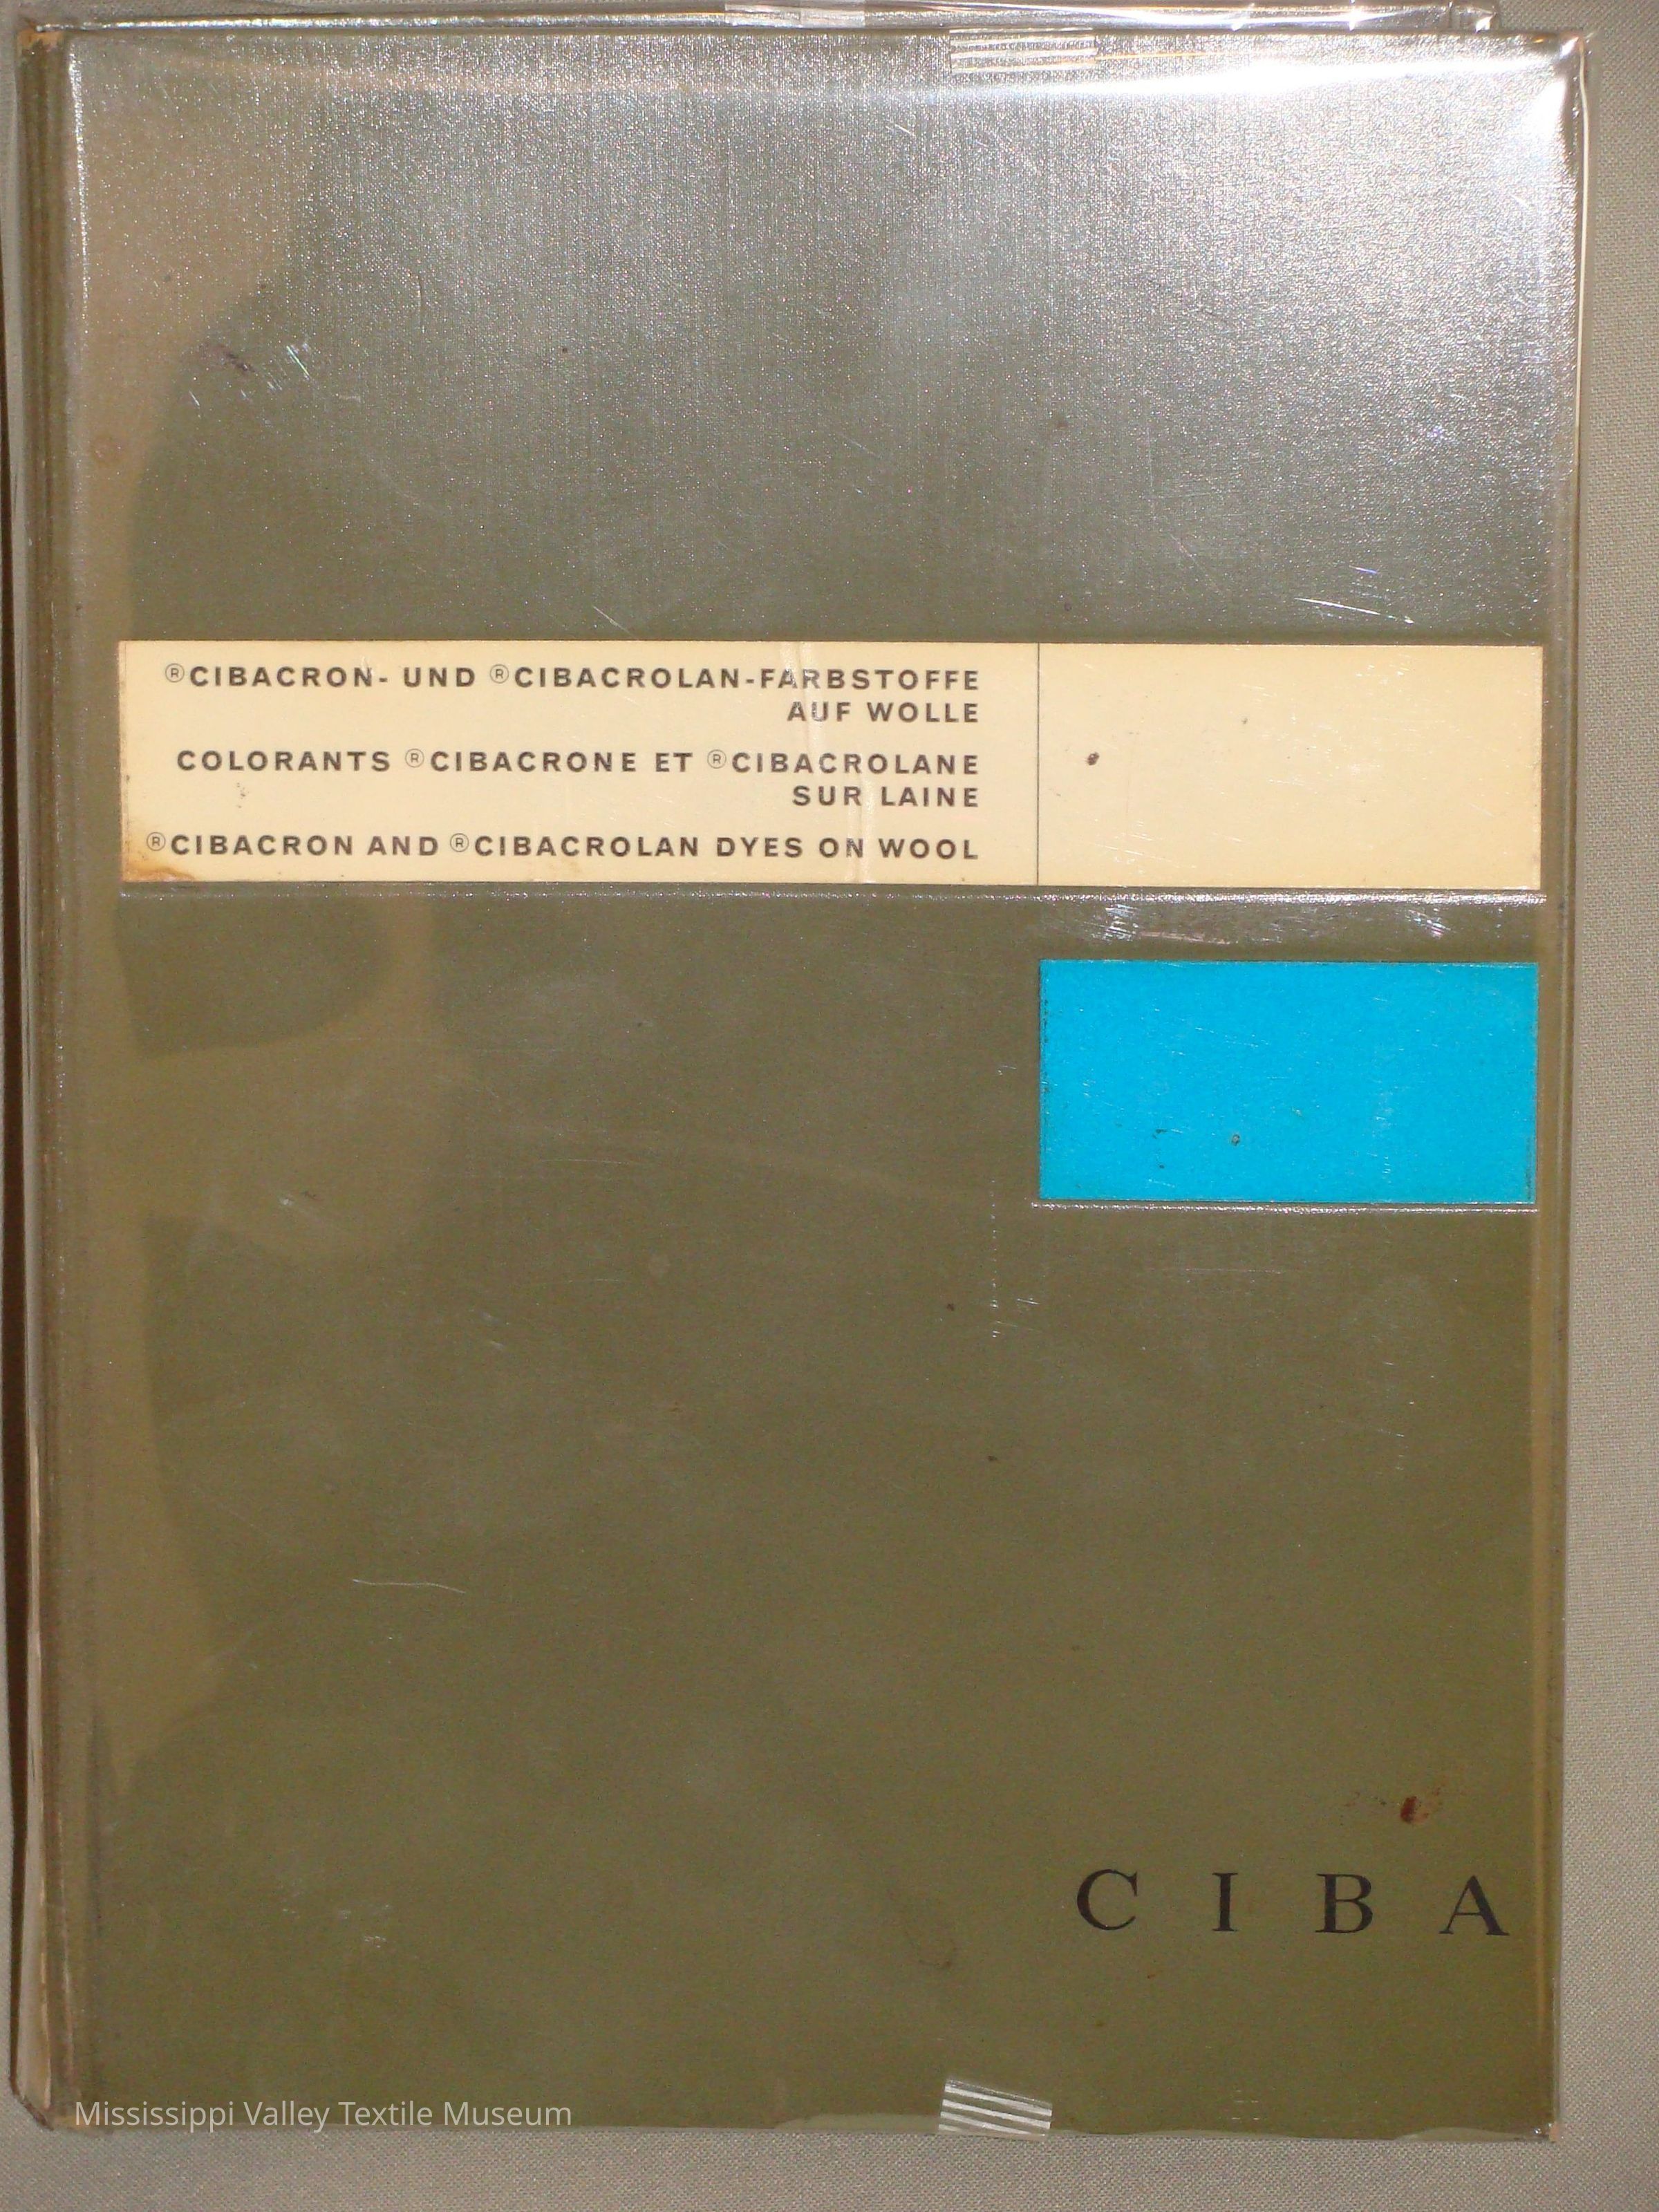 ®CIBACRON- UND ®CIBACROLAN-FARBSTOFFE
AUF WOLLE
COLORANTS ®CIBACRONE ET ®CIBACROLANE
SUR LAINE
®CIBACRON AND ®CIBACROLAN DYES ON WOOL
CIBA
Mississippi Valley Textile Museum